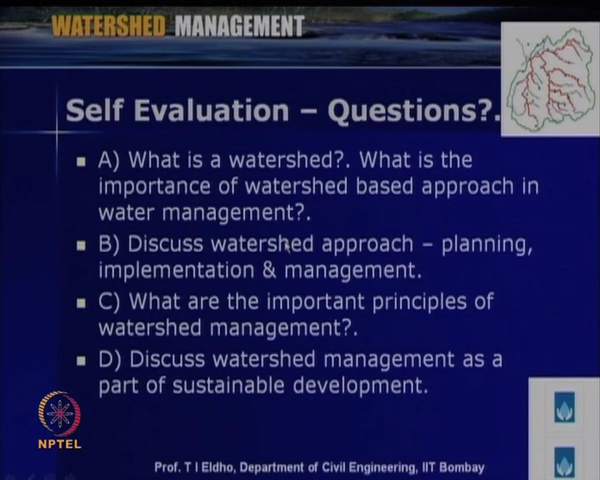 WATERSHED MANAGEMENT
Self Evaluation – Questions?.
A) What is a watershed?. What is the
importance of watershed based approach in
water management?.
B) Discuss watershed approach – planning,
implementation & management.
C) What are the important principles of
watershed management?.
D) Discuss watershed management as a
part of sustainable development.
NPTEL
Prof. T I Eldho, Department of Civil Engineering, IIT Bombay